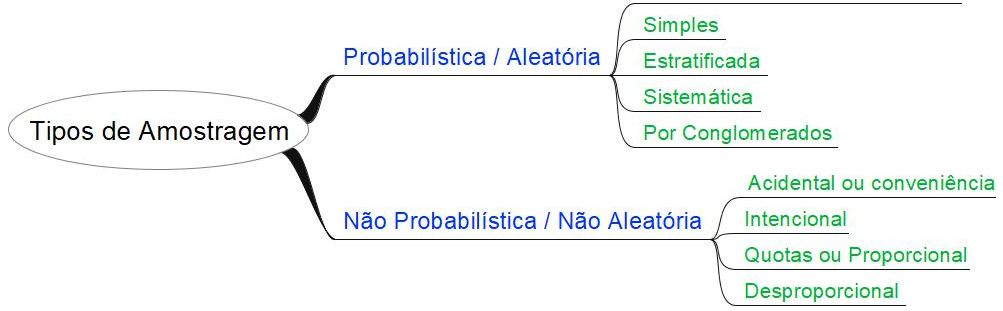 Tipos de Amostragem
Probabilística / Aleatória
Simples
Estratificada
Sistemática
Por Conglomerados
Não Probabilística / Não Aleatória
Acidental ou conveniência
Intencional
Quotas ou Proporcional
Desproporcional